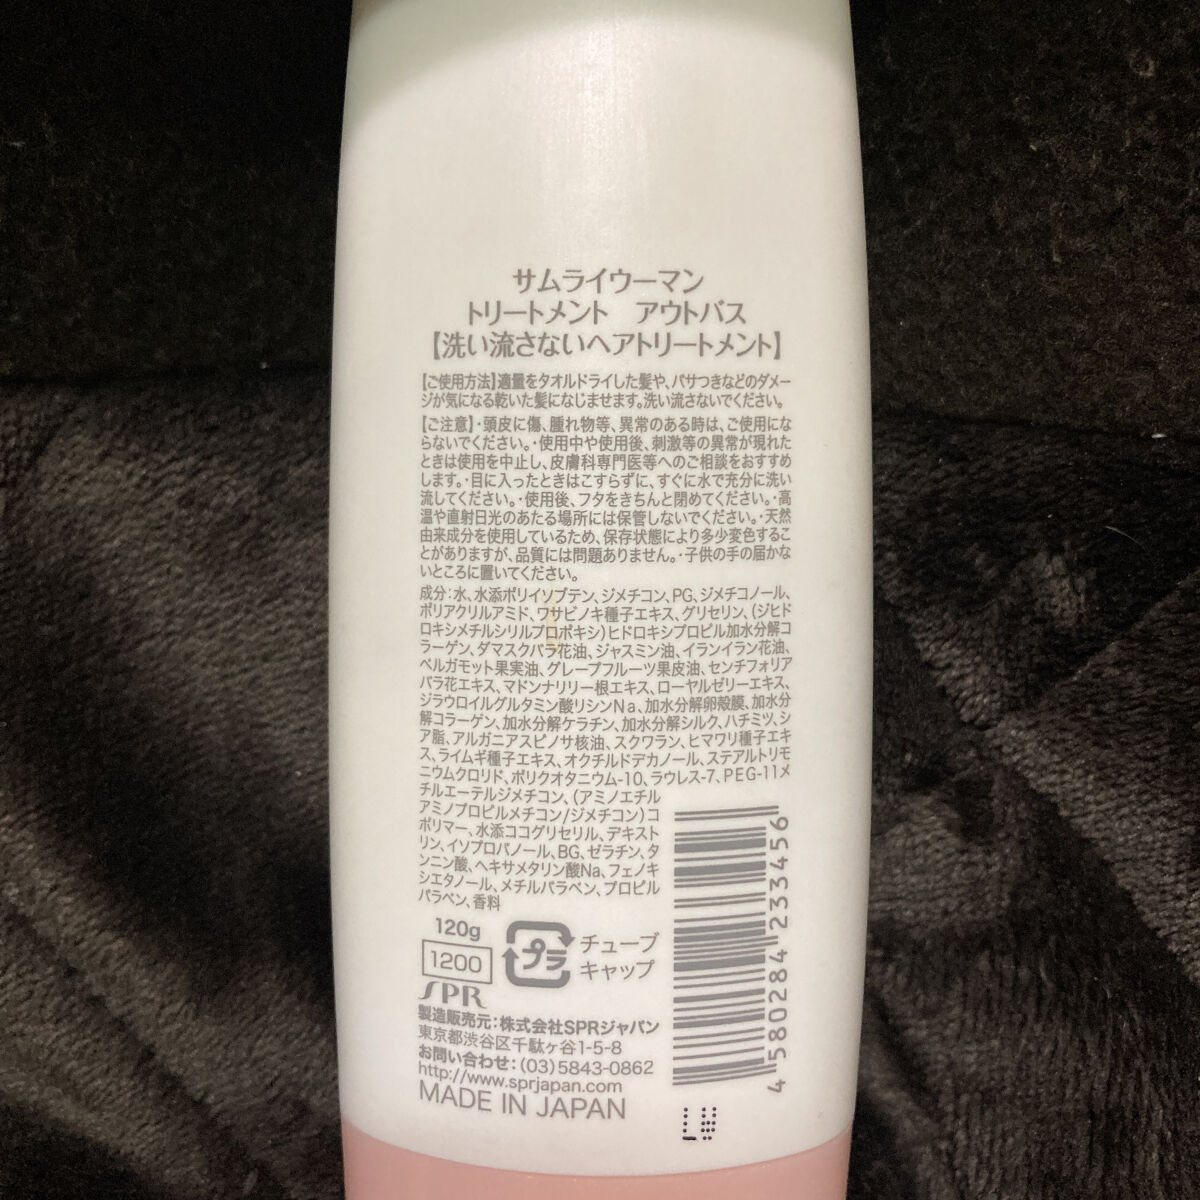 サムライウーマン
トリートメント　アウトバス
【洗い流さないヘアトリートメント】
【ご使用方法】適量をタオルドライした髪や、パサつきなどのダメー
ジが気になる乾いた髪になじませます。洗い流さないでください。
【ご注意】・頭皮に傷、腫れ物等、異常のある時は、ご使用にな
らないでください。・使用中や使用後、刺激等の異常が現れた
ときは使用を中止し、皮膚科専門医等へのご相談をおすすめ
します。・目に入ったときはこすらずに、すぐに水で充分に洗い
流してください。・使用後、フタをきちんと閉めてください。・高
温や直射日光のあたる場所には保管しないでください。・天然
由来成分を使用しているため、保存状態により多少変色するこ
とがありますが、品質には問題ありません。・子供の手の届かな
いところに置いてください。
成分：水、水添ポリイソブテン、ジメチコン、PG、ジメチコノール、
ポリアクリルアミド、ワサビノキ種子エキス、グリセリン、（ジヒド
ロキシメチルシリルプロポキシ）ヒドロキシプロピル加水分解コ
ラーゲン、ダマスクバラ花油、ジャスミン油、イランイラン花油、
ベルガモット果実油、グレープフルーツ果皮油、センチフォリア
バラ花エキス、マドンナリリー根エキス、ローヤルゼリーエキス、
ジラウロイルグルタミン酸リシンNa、加水分解卵殻膜、加水分
解コラーゲン、加水分解ケラチン、加水分解シルク、ハチミツ、シ
ア脂、アルガニアスピノサ核油、スクワラン、ヒマワリ種子エキ
ス、ライムギ種子エキス、オクチルドデカノール、ステアルトリモ
ニウムクロリド、ポリクオタニウム-10、ラウレス-7、PEG-11メ
チルエーテルジメチコン、（アミノエチル
アミノプロピルメチコン/ジメチコン）コ
ポリマー、水添ココグリセリル、デキスト
リン、イソプロパノール、BG、ゼラチン、タ
ンニン酸、ヘキサメタリン酸Na、フェノキ
シエタノール、メチルパラベン、プロピル
パラベン、香料
120g
1200
プラ
チューブ
キャップ
SPR
製造販売元：株式会社SPRジャパン
東京都渋谷区千駄ヶ谷1-5-8
お問い合わせ：(03)5843-0862
http://www.sprjapan.com
MADE IN JAPAN
4 580284 233456